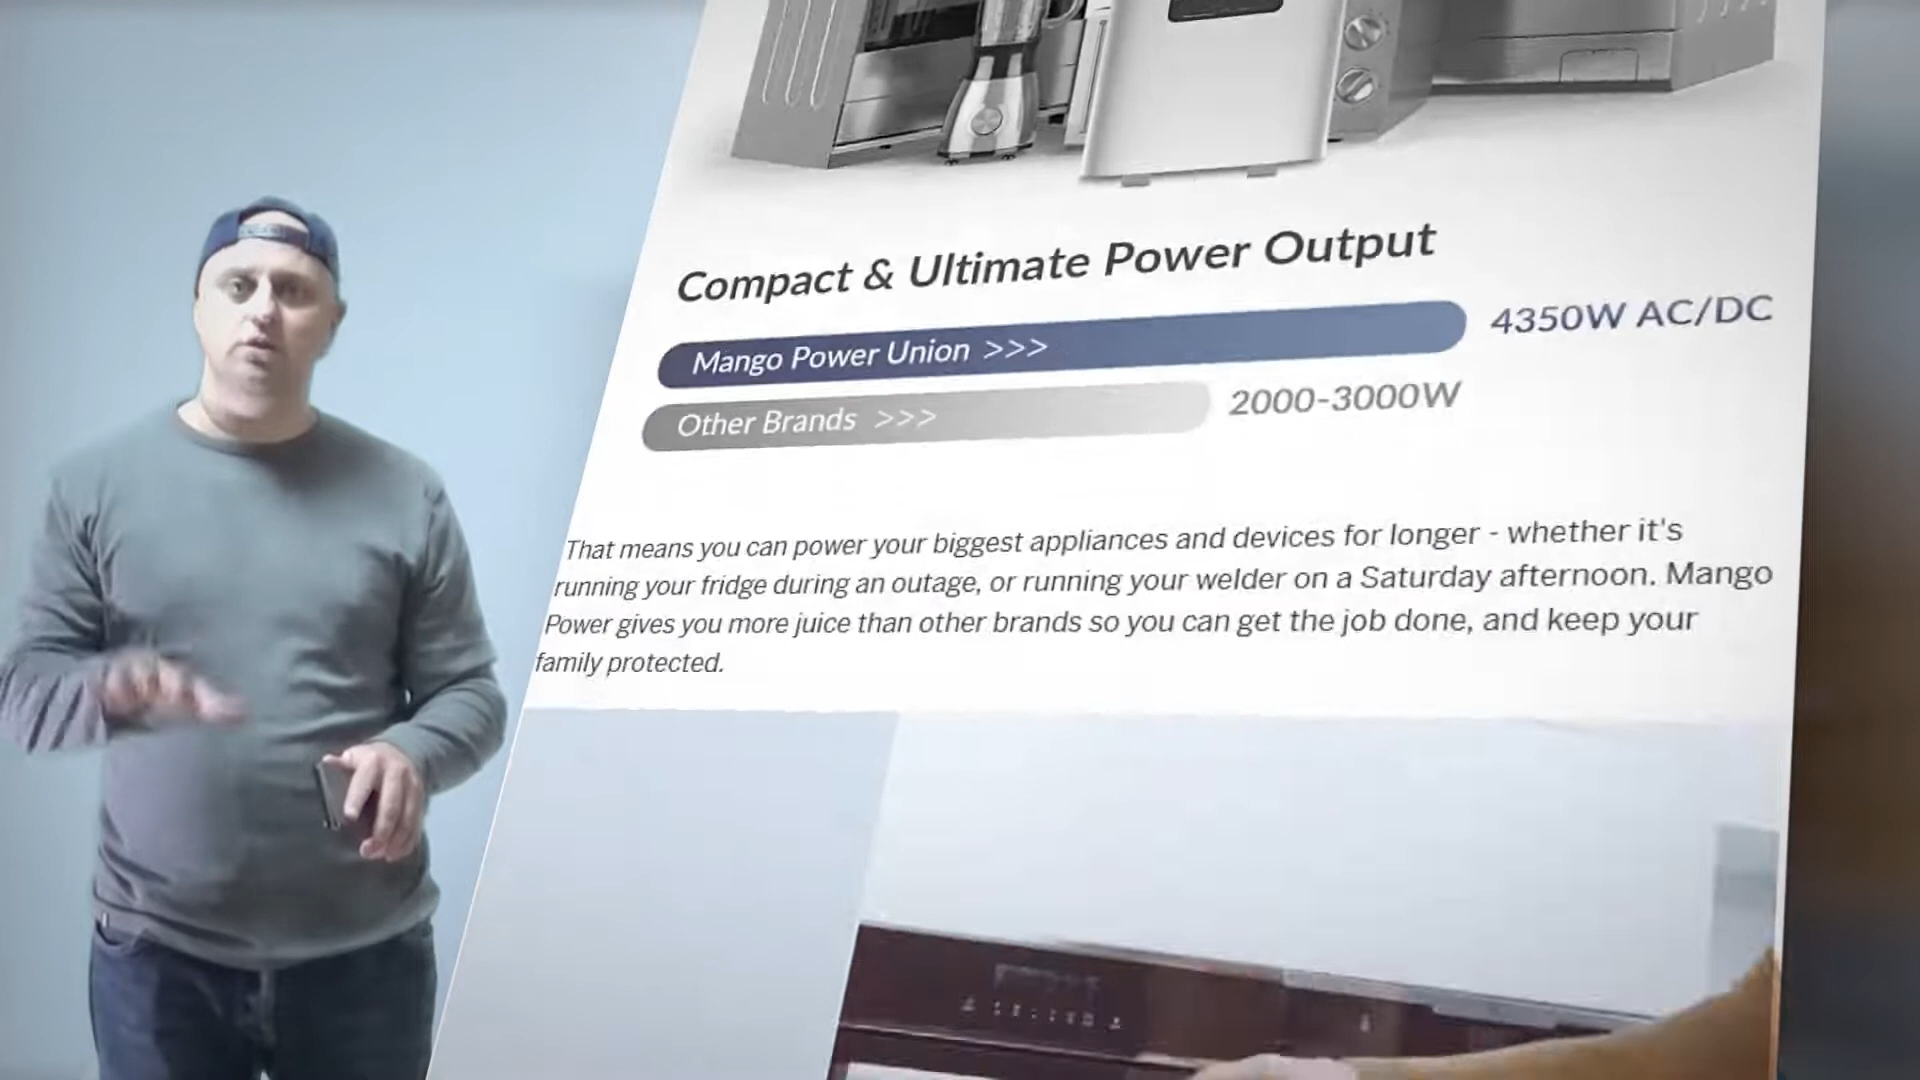 Compact & Ultimate Power Output
Mango Power Union >>>
4350W AC/DC
Other Brands >>>
2000-3000W
That means you can power your biggest appliances and devices for longer - whether it's
running your fridge during an outage, or running your welder on a Saturday afternoon. Mango
Power gives you more juice than other brands so you can get the job done, and keep your
family protected.